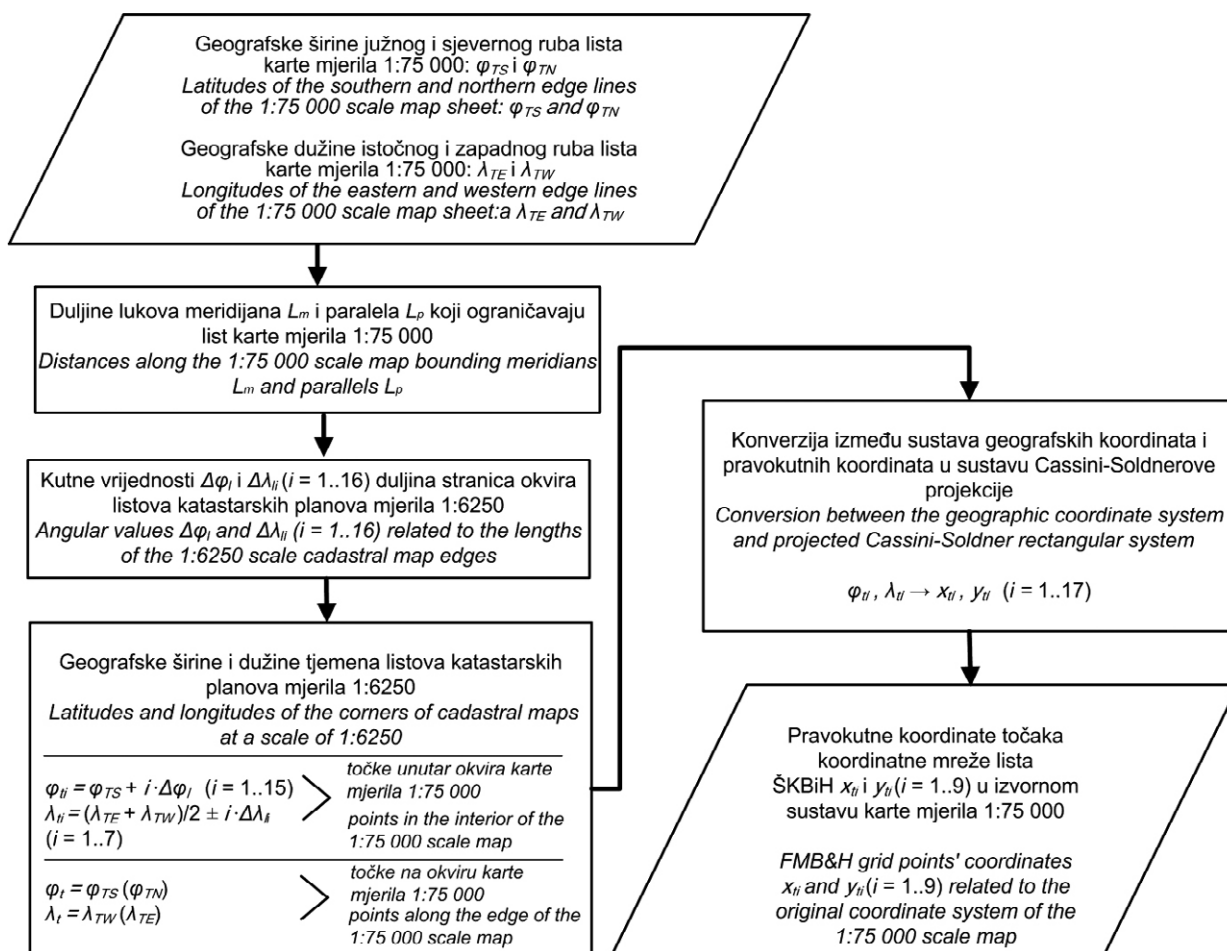 Geografske širine južnog i sjevernog ruba lista
karte mjerila 1:75 000: φTS i φTN
Latitudes of the southern and northern edge lines
of the 1:75 000 scale map sheet: φTS and φTN
Geografske dužine istočnog i zapadnog ruba lista
karte mjerila 1:75 000: λTE i λTW
Longitudes of the eastern and western edge lines
of the 1:75 000 scale map sheet:a λTE and λTW
Duljine lukova meridijana Lm i paralela Lp koji ograničavaju
list karte mjerila 1:75 000
Distances along the 1:75 000 scale map bounding meridians
Lm and parallels Lp
Kutne vrijednosti Δφl i Δλli (i = 1..16) duljina stranica okvira
listova katastarskih planova mjerila 1:6250
Angular values Δφl and Δλli (i = 1..16) related to the lengths
of the 1:6250 scale cadastral map edges
Geografske širine i dužine tjemena listova katastarskih
planova mjerila 1:6250
Latitudes and longitudes of the corners of cadastral maps
at a scale of 1:6250
φti = φTS + i·Δφl (i = 1..15)
λti = (λTE + λTW)/2 ± i·Δλli
(i = 1..7)
točke unutar okvira karte
mjerila 1:75 000
points in the interior of the
1:75 000 scale map
φt = φTS (φTN)
λt = λTW (λTE)
točke na okviru karte
mjerila 1:75 000
points along the edge of the
1:75 000 scale map
Konverzija između sustava geografskih koordinata i
pravokutnih koordinata u sustavu Cassini-Soldnerove
projekcije
Conversion between the geographic coordinate system
and projected Cassini-Soldner rectangular system
φti , λti → xti , yti (i = 1..17)
Pravokutne koordinate točaka
koordinatne mreže lista
ŠKBiH xti i yti (i = 1..9) u izvornom
sustavu karte mjerila 1:75 000
FMB&H grid points' coordinates
xti and yti (i = 1..9) related to the
original coordinate system of the
1:75 000 scale map